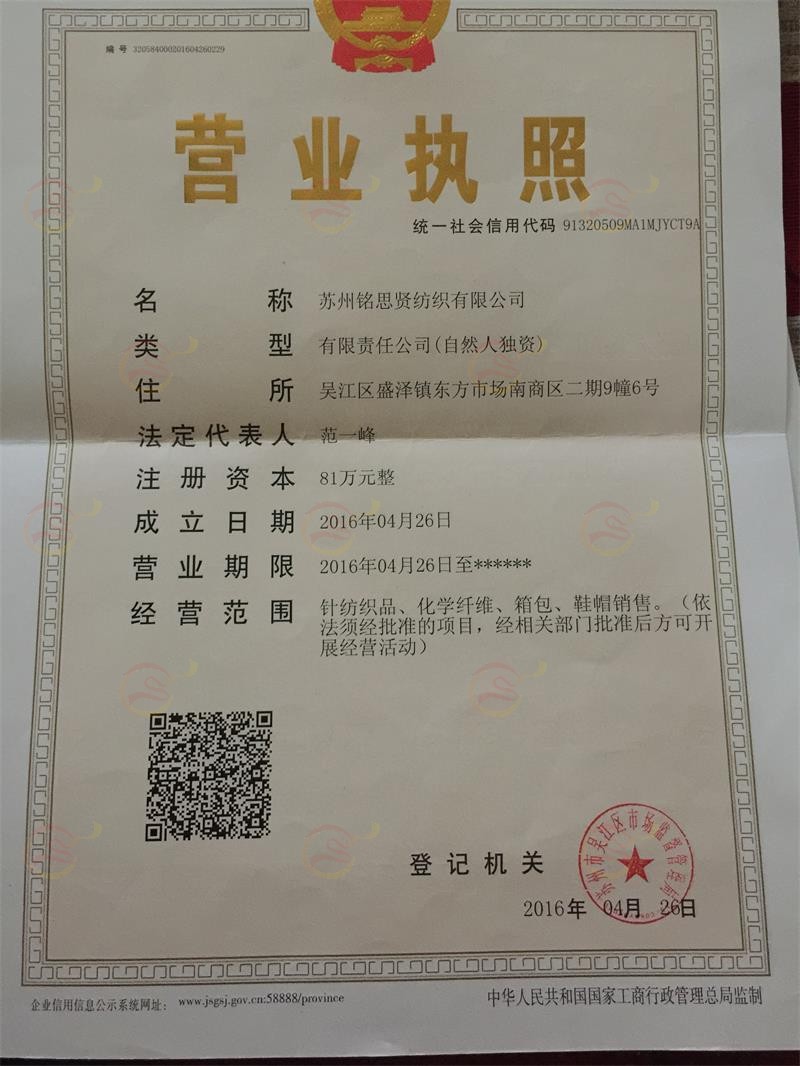 编 号 320584000201604260229
营业执照
统一社会信用代码 91320509MA1MJYCT9A
名称 苏州铭思贤纺织有限公司
类型 有限责任公司(自然人独资)
住所 吴江区盛泽镇东方市场南商区二期9幢6号
法定代表人 范一峰
注册资本 81万元整
成立日期 2016年04月26日
营业期限 2016年04月26日至******
经营范围 针纺织品、化学纤维、箱包、鞋帽销售。（依
法须经批准的项目，经相关部门批准后方可开
展经营活动）
苏州市吴江区市场监督管理局
登记机关
2016年 04月 26日
企业信用信息公示系统网址： www.jsgsj.gov.cn:58888/province
中华人民共和国国家工商行政管理总局监制